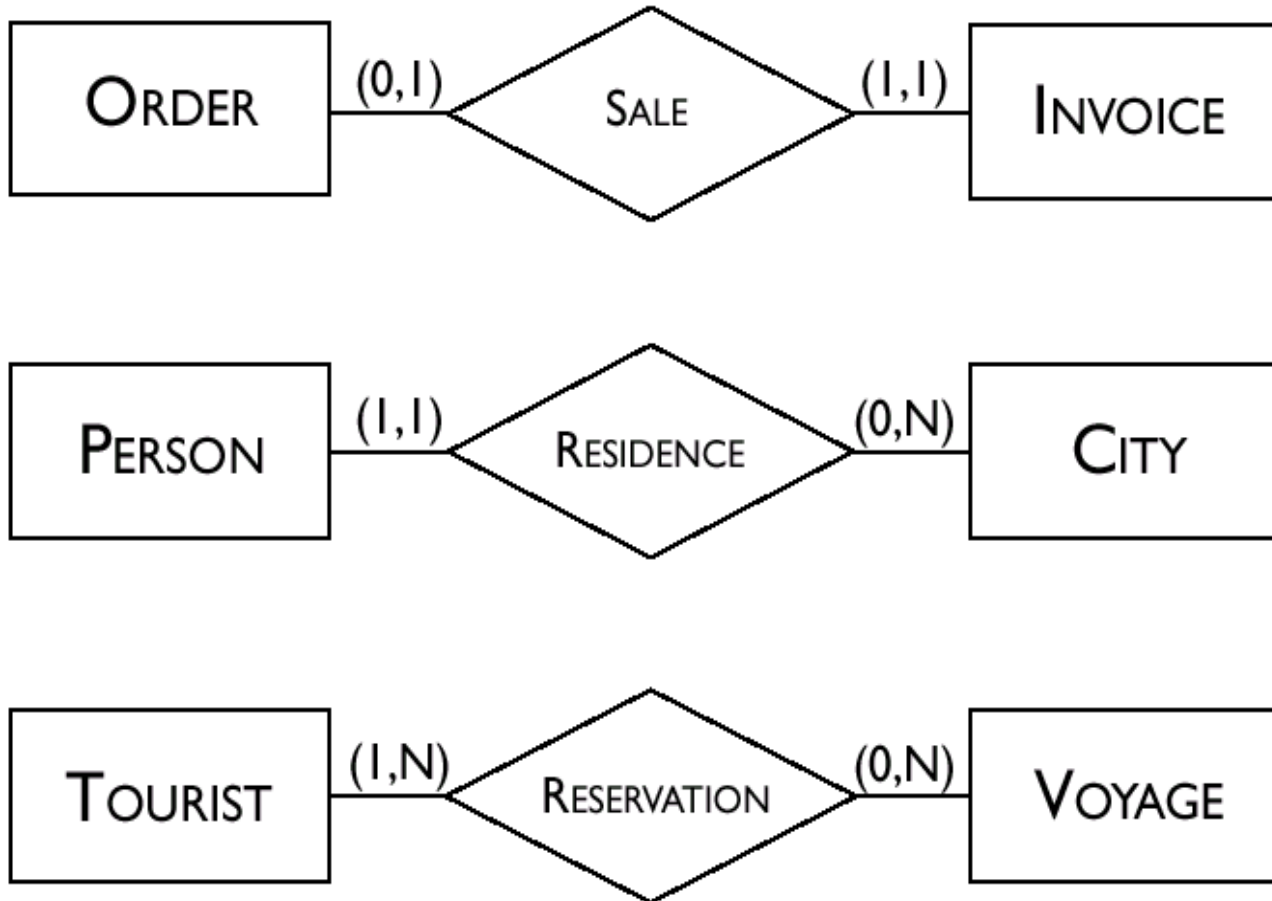 ORDER (0,1) SALE (1,1) INVOICE
PERSON (1,1) RESIDENCE (0,N) CITY
TOURIST (1,N) RESERVATION (0,N) VOYAGE